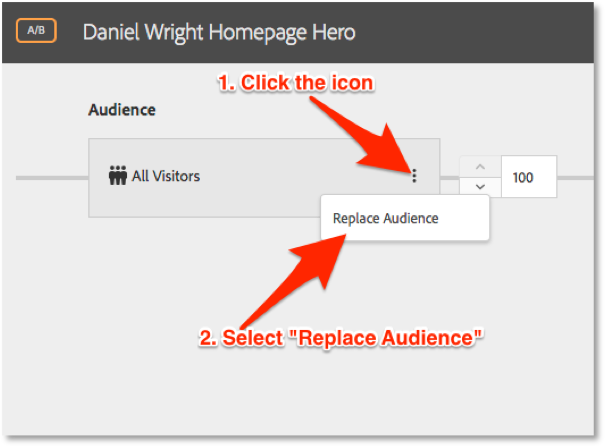 A/B
Daniel Wright Homepage Hero
1. Click the icon
Audience
All Visitors
100
Replace Audience
2. Select "Replace Audience"